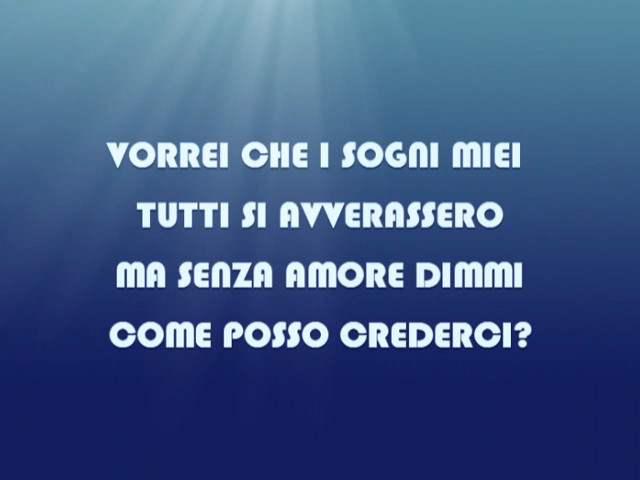 VORREI CHE I SOGNI MIEI
TUTTI SI AVVERASSERO
MA SENZA AMORE DIMMI
COME POSSO CREDERCI?